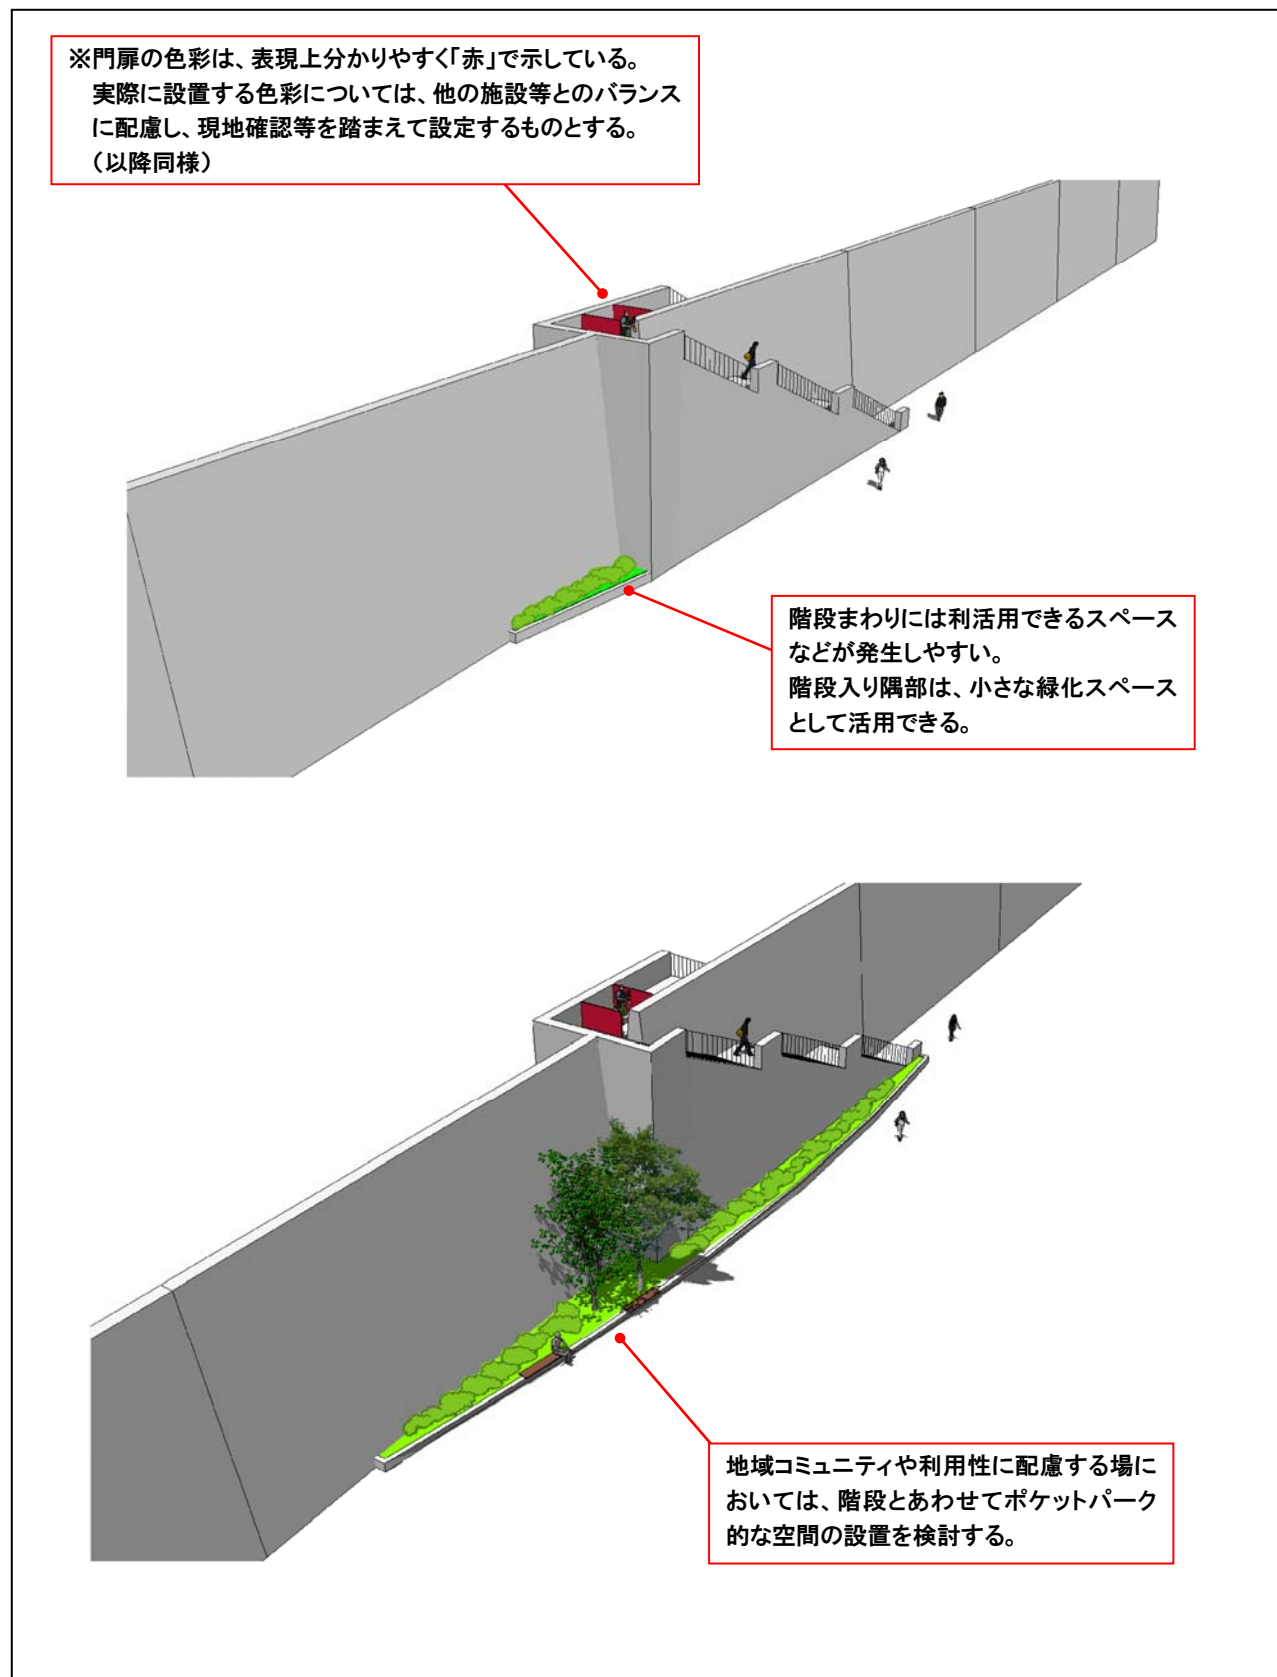 ※門扉の色彩は、表現上分かりやすく「赤」で示している。
実際に設置する色彩については、他の施設等とのバランス
に配慮し、現地確認等を踏まえて設定するものとする。
（以降同様）
階段まわりには利活用できるスペース
などが発生しやすい。
階段入り隅部は、小さな緑化スペース
として活用できる。
地域コミュニティや利用性に配慮する場に
おいては、階段とあわせてポケットパーク
的な空間の設置を検討する。